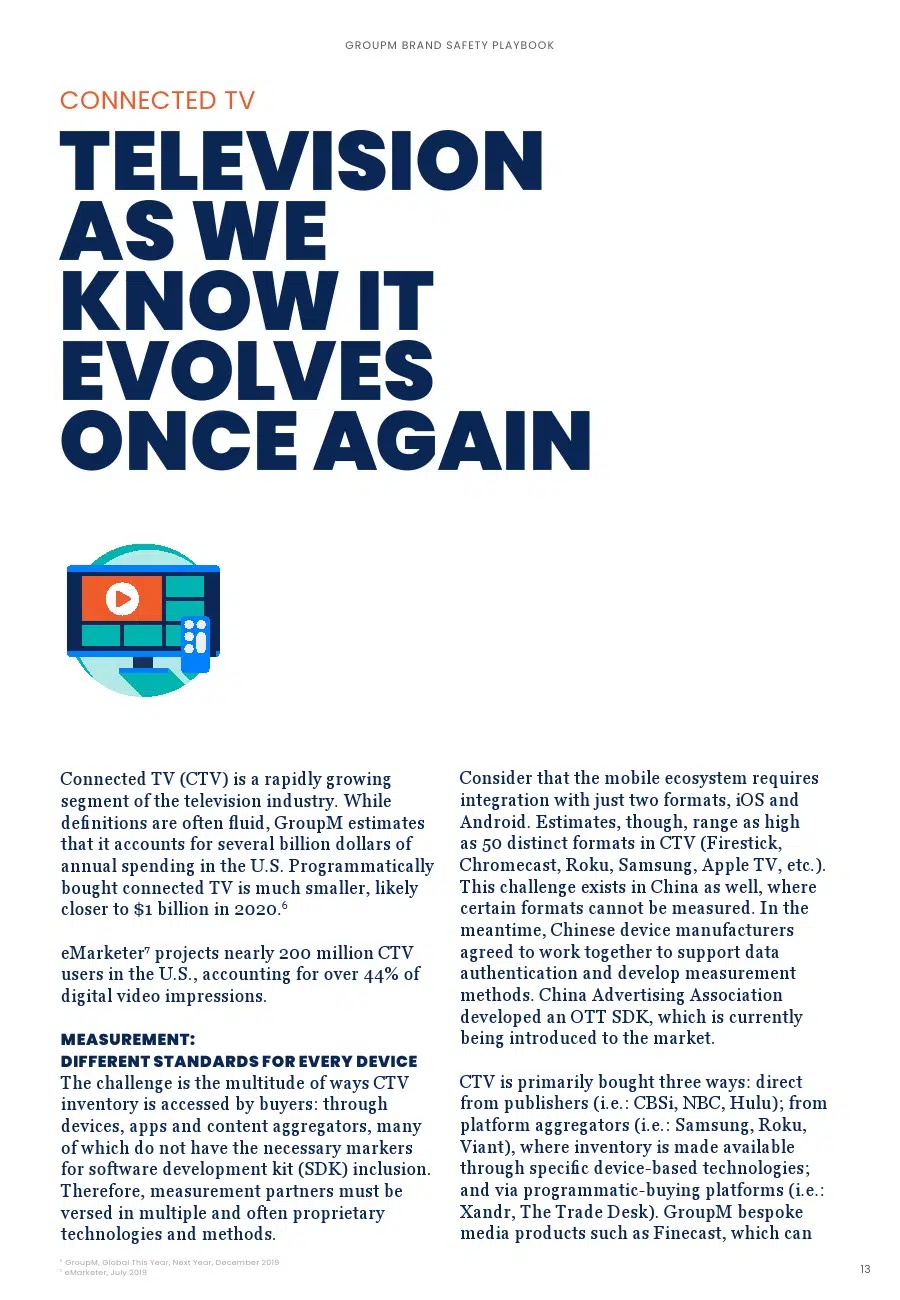 GROUPM BRAND SAFETY PLAYBOOK
CONNECTED TV
TELEVISION
AS WE
KNOW IT
EVOLVES
ONCE AGAIN
Connected TV (CTV) is a rapidly growing
segment of the television industry. While
definitions are often fluid, GroupM estimates
that it accounts for several billion dollars of
annual spending in the U.S. Programmatically
bought connected TV is much smaller, likely
closer to $1 billion in 2020.⁶
eMarketer⁷ projects nearly 200 million CTV
users in the U.S., accounting for over 44% of
digital video impressions.
MEASUREMENT:
DIFFERENT STANDARDS FOR EVERY DEVICE
The challenge is the multitude of ways CTV
inventory is accessed by buyers: through
devices, apps and content aggregators, many
of which do not have the necessary markers
for software development kit (SDK) inclusion.
Therefore, measurement partners must be
versed in multiple and often proprietary
technologies and methods.
Consider that the mobile ecosystem requires
integration with just two formats, iOS and
Android. Estimates, though, range as high
as 50 distinct formats in CTV (Firestick,
Chromecast, Roku, Samsung, Apple TV, etc.).
This challenge exists in China as well, where
certain formats cannot be measured. In the
meantime, Chinese device manufacturers
agreed to work together to support data
authentication and develop measurement
methods. China Advertising Association
developed an OTT SDK, which is currently
being introduced to the market.
CTV is primarily bought three ways: direct
from publishers (i.e.: CBSi, NBC, Hulu); from
platform aggregators (i.e.: Samsung, Roku,
Viant), where inventory is made available
through specific device-based technologies;
and via programmatic-buying platforms (i.e.:
Xandr, The Trade Desk). GroupM bespoke
media products such as Finecast, which can
⁶ GroupM, Global This Year, Next Year, December 2019
⁷ eMarketer, July 2019
13